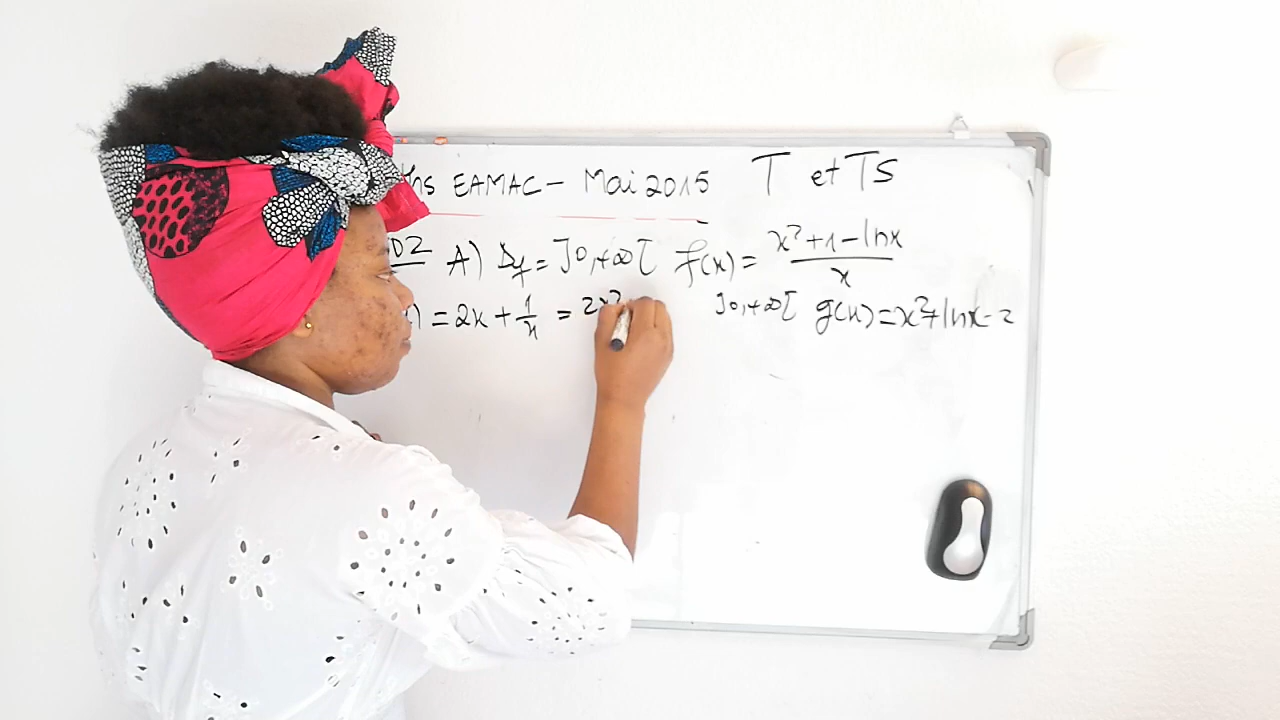 EAMAC - Mai 2015 T et TS
A) Df = ]0,+∞[ f(x) = (x²+1-lnx)/x
) = 2x + 1/x = 2x² ]0,+∞[ g(x) = x²+lnx-2